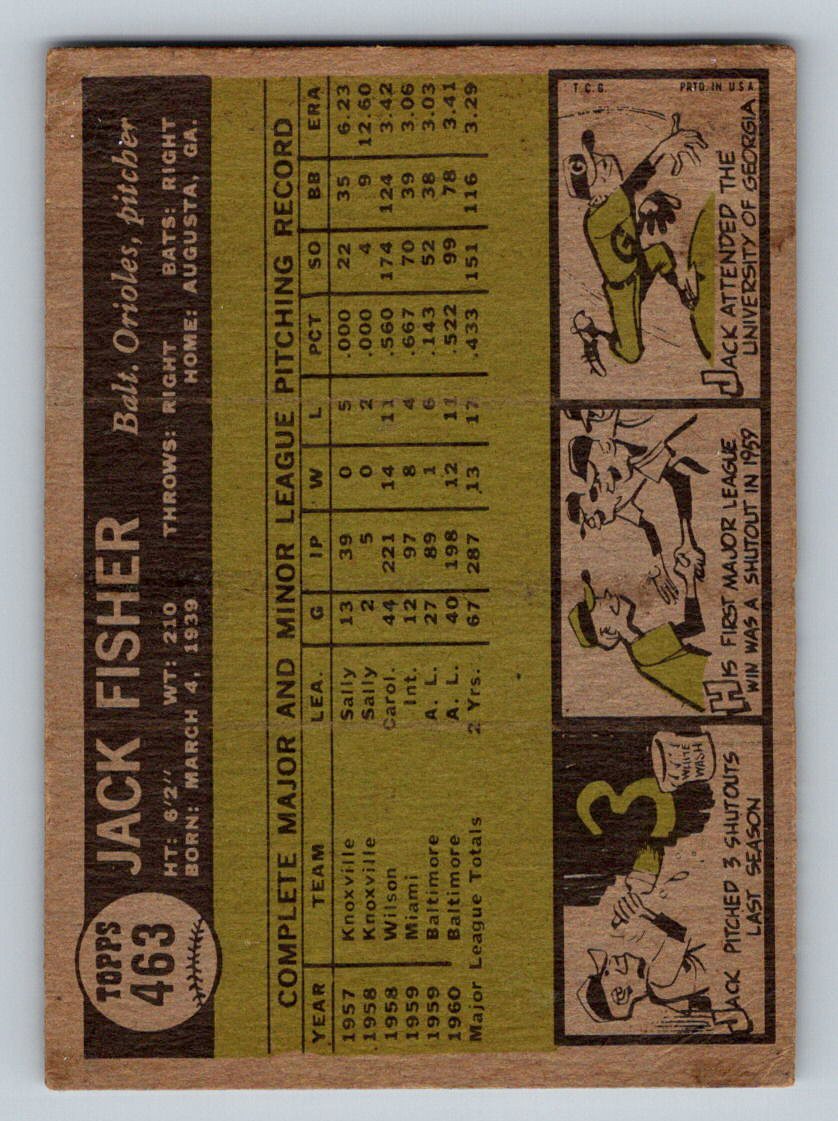 TOPPS
463
JACK FISHER Balt. Orioles, pitcher
HT: 6'2" WT: 210 THROWS: RIGHT BATS: RIGHT
BORN: MARCH 4, 1939 HOME: AUGUSTA, GA.
COMPLETE MAJOR AND MINOR LEAGUE PITCHING RECORD
YEAR TEAM LEA. G IP W L PCT SO BB ERA
1957 Knoxville Sally 13 39 0 5 .000 22 35 6.23
1958 Knoxville Sally 2 5 0 2 .000 4 9 12.60
1958 Wilson Carol. 44 221 14 11 .560 174 124 3.42
1959 Miami Int. 12 97 8 4 .667 70 39 3.06
1959 Baltimore A. L. 27 89 1 6 .143 52 38 3.03
1960 Baltimore A. L. 40 198 12 11 .522 99 78 3.41
Major League Totals 2 Yrs. 67 287 13 17 .433 151 116 3.29
3
WHITE
WASH
JACK PITCHED 3 SHUTOUTS
LAST SEASON
HIS FIRST MAJOR LEAGUE
WIN WAS A SHUTOUT IN 1959
T.C.G. PRTD. IN U S A
G
G
JACK ATTENDED THE
UNIVERSITY OF GEORGIA